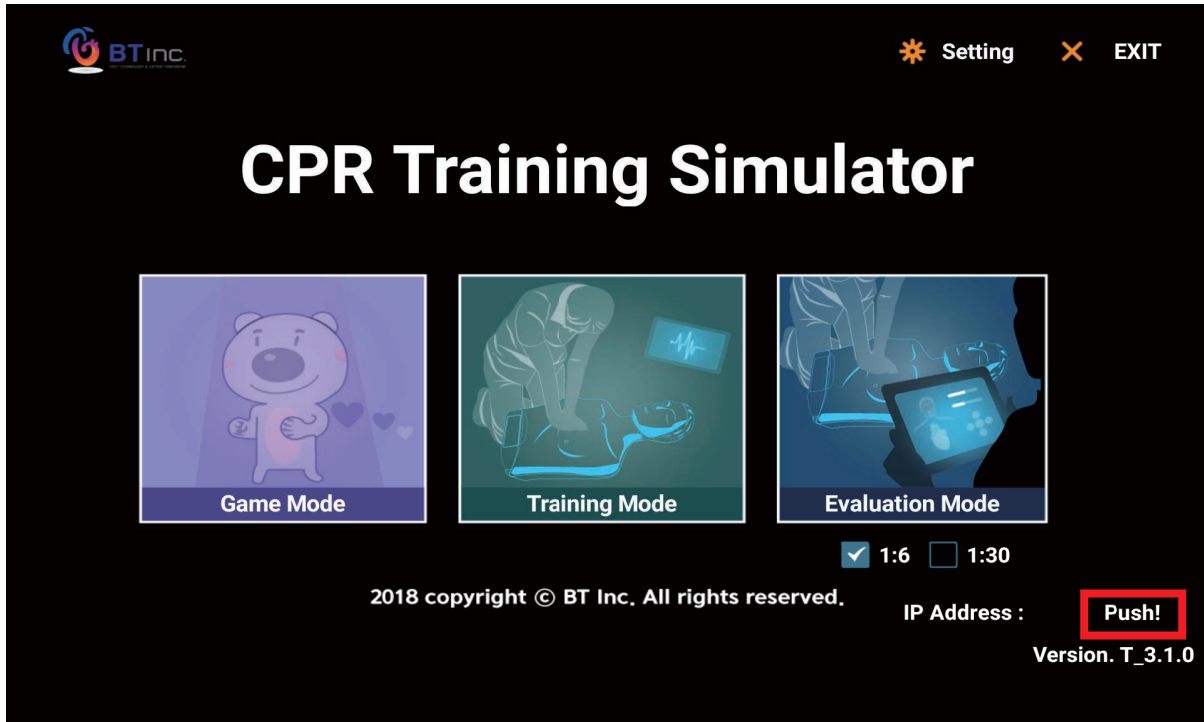 BT Inc.
Setting
EXIT
CPR Training Simulator
Game Mode
Training Mode
Evaluation Mode
1:6
1:30
2018 copyright © BT Inc. All rights reserved.
IP Address :
Push!
Version. T_3.1.0